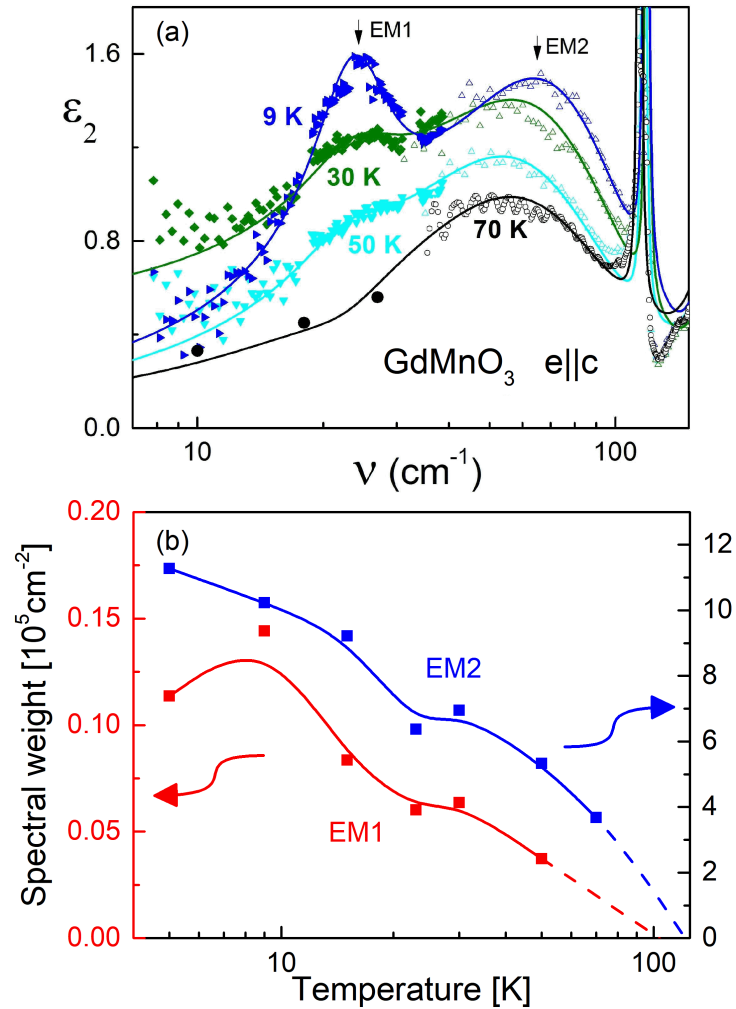 (a)
EM1
EM2
1.6
0.8
0.0
ε₂
9 K
30 K
50 K
70 K
GdMnO₃ e||c
10
100
ν (cm⁻¹)
(b)
0.20
0.15
0.10
0.05
0.00
Spectral weight [10⁵cm⁻²]
EM2
EM1
12
10
8
6
4
2
0
10
100
Temperature [K]